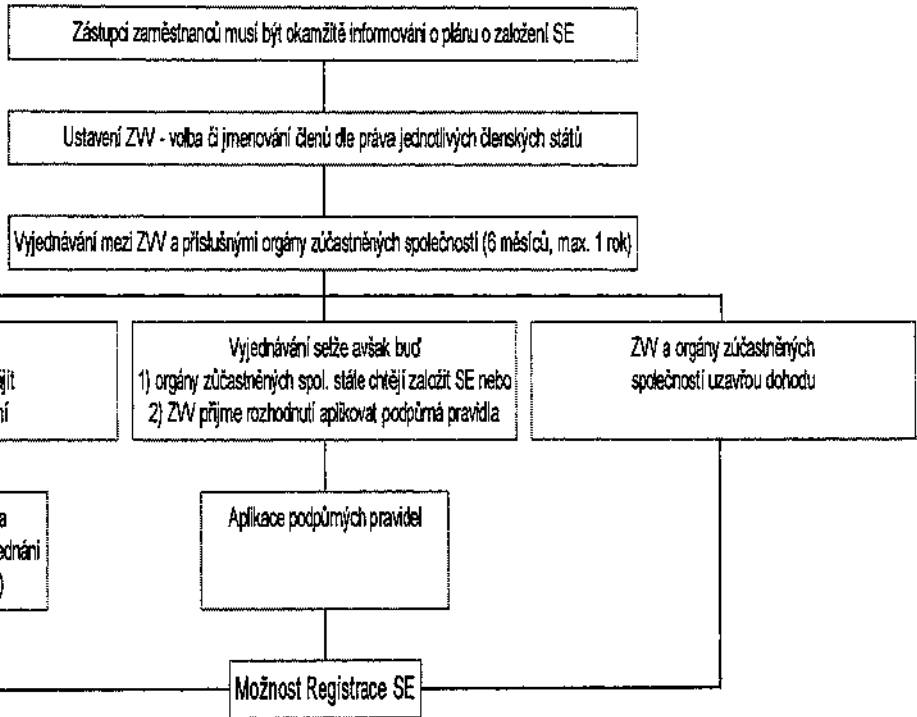 Zástupci zaměstnanců musí být okamžitě informováni o plánu o založení SE
Ustavení ZVV - volba či jmenování členů dle práva jednotlivých členských států
Vyjednávání mezi ZVV a příslušnými orgány zúčastněných společností (6 měsíců, max. 1 rok)
Vyjednávání selže avšak buď
1) orgány zůčastněných spol. stále chtějí založit SE nebo
2) ZVV přijme rozhodnutí aplikovat podpůrná pravidla
ZVV a orgány zúčastněných
společností uzavřou dohodu
Aplikace podpůrných pravidel
Možnost Registrace SE